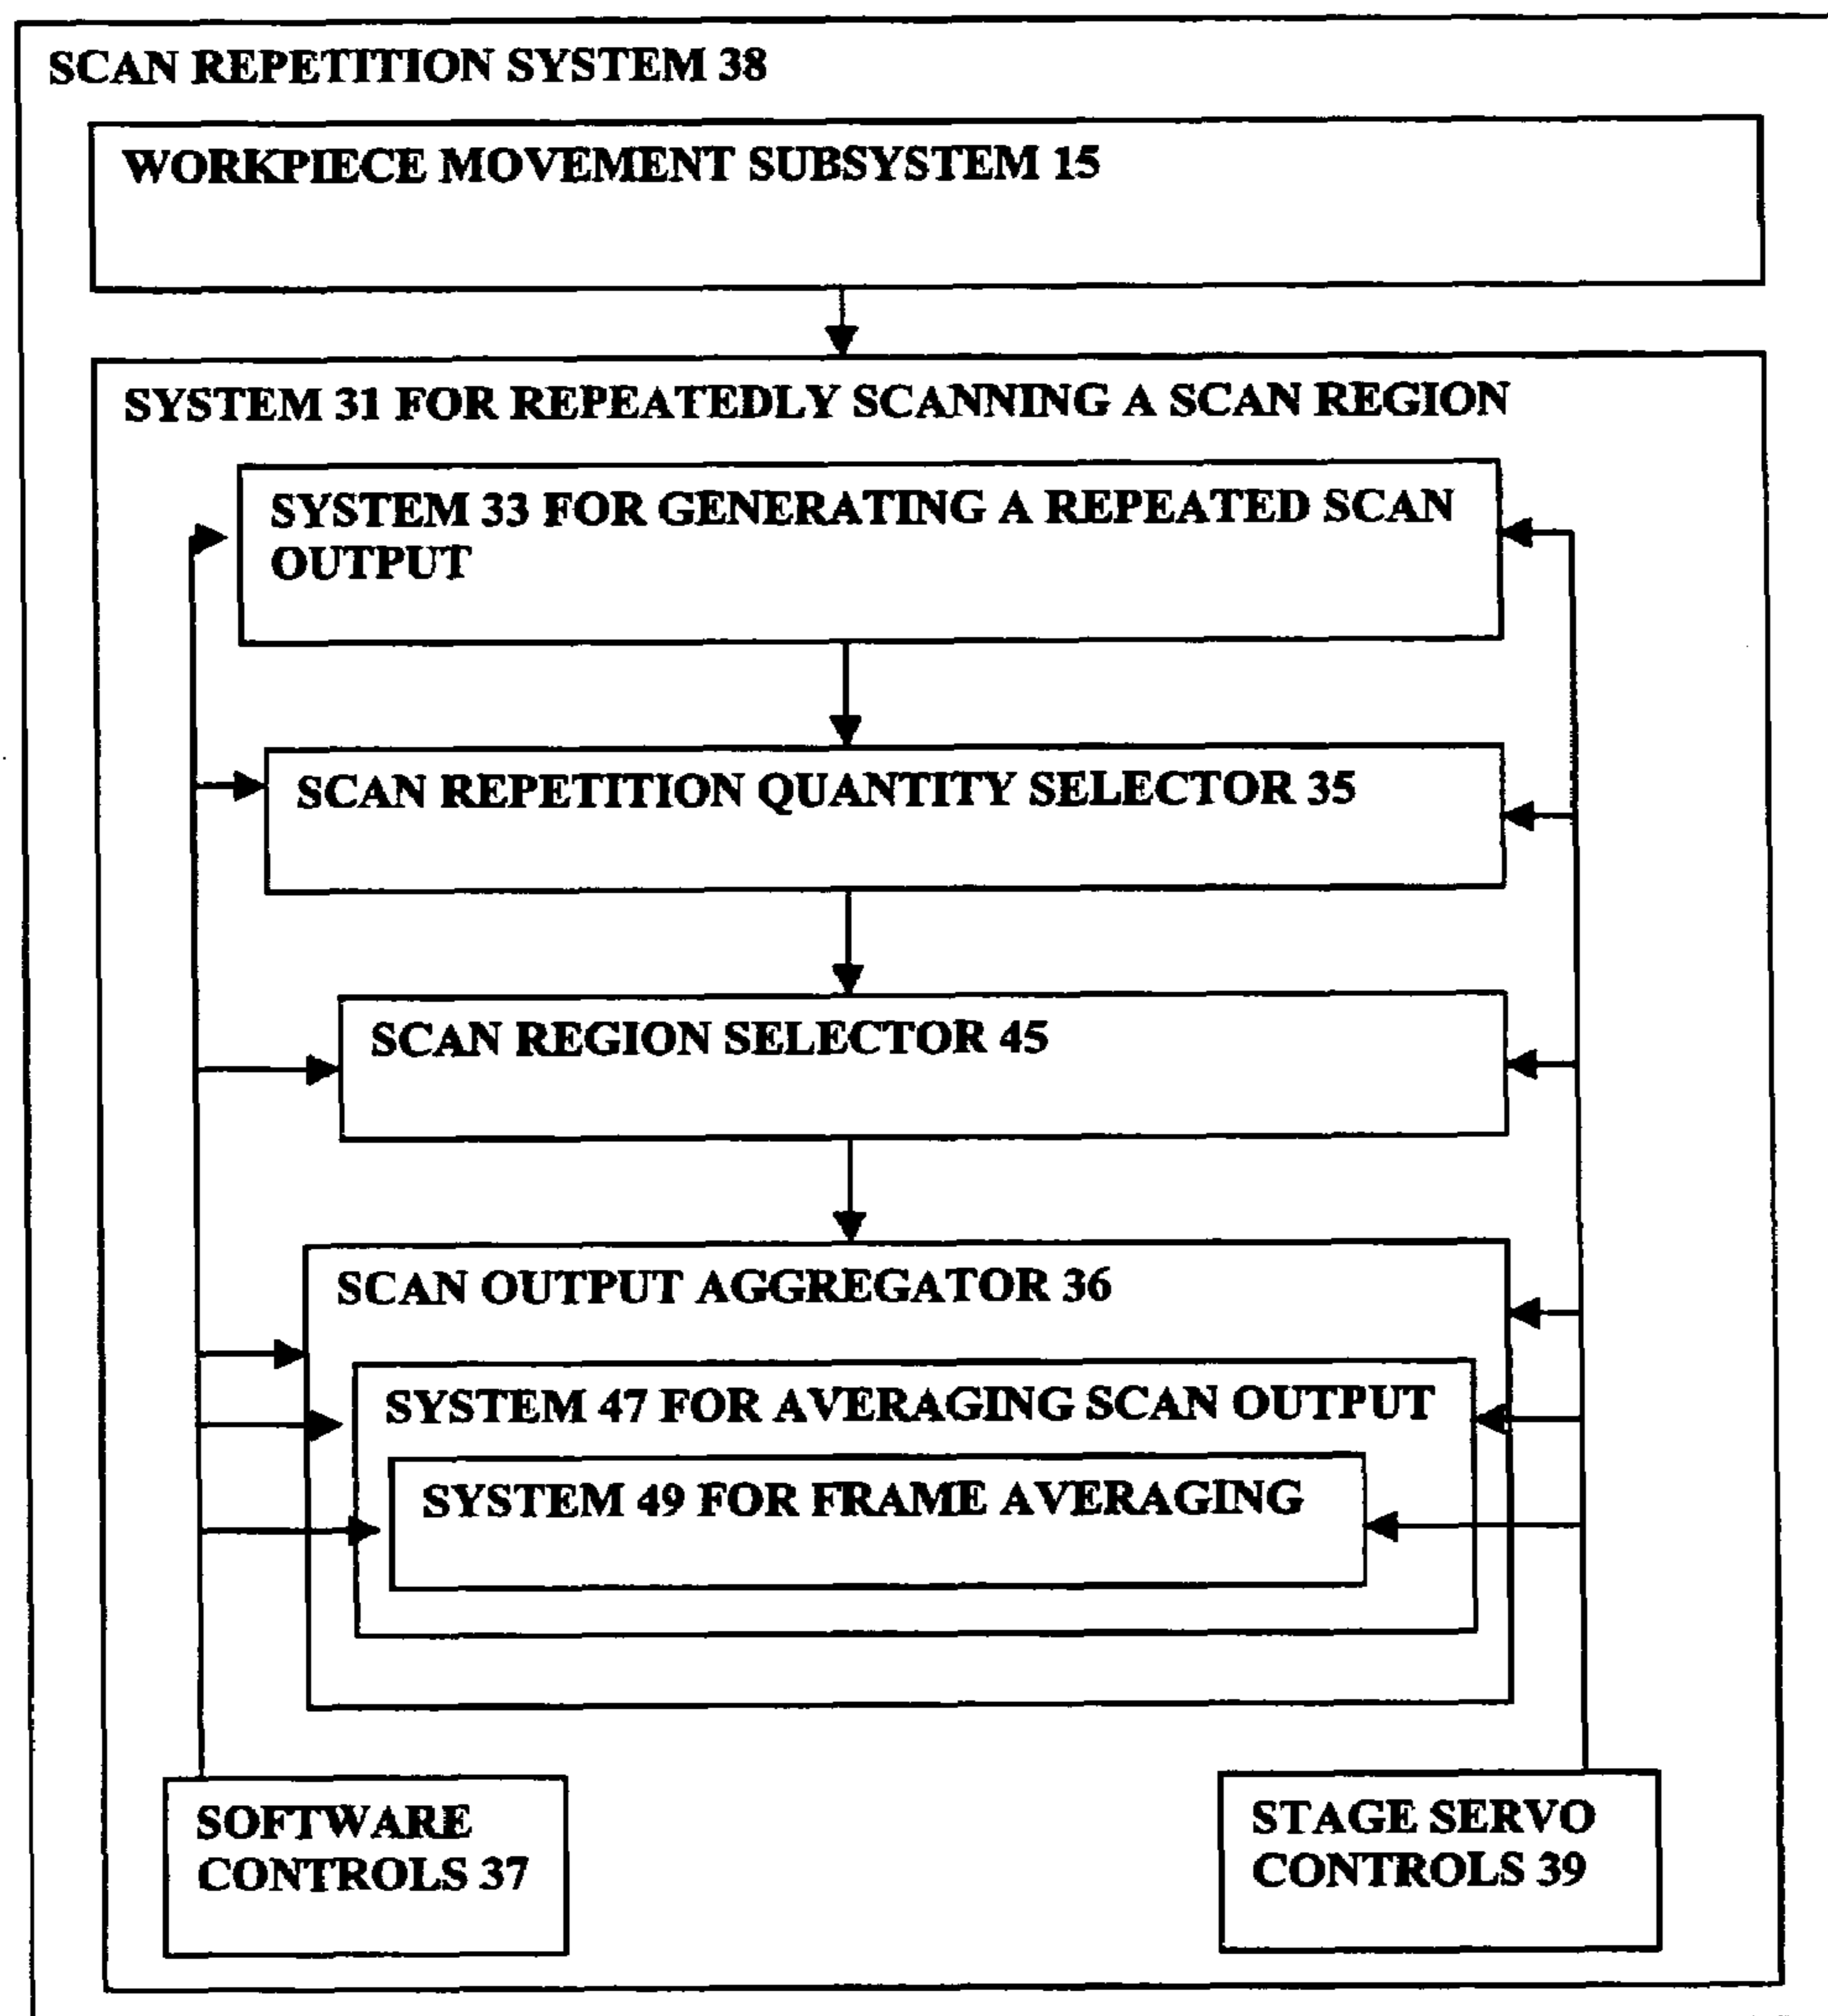 SCAN REPETITION SYSTEM 38
WORKPIECE MOVEMENT SUBSYSTEM 15
SYSTEM 31 FOR REPEATEDLY SCANNING A SCAN REGION
SYSTEM 33 FOR GENERATING A REPEATED SCAN
OUTPUT
SCAN REPETITION QUANTITY SELECTOR 35
SCAN REGION SELECTOR 45
SCAN OUTPUT AGGREGATOR 36
SYSTEM 47 FOR AVERAGING SCAN OUTPUT
SYSTEM 49 FOR FRAME AVERAGING
SOFTWARE
CONTROLS 37
STAGE SERVO
CONTROLS 39